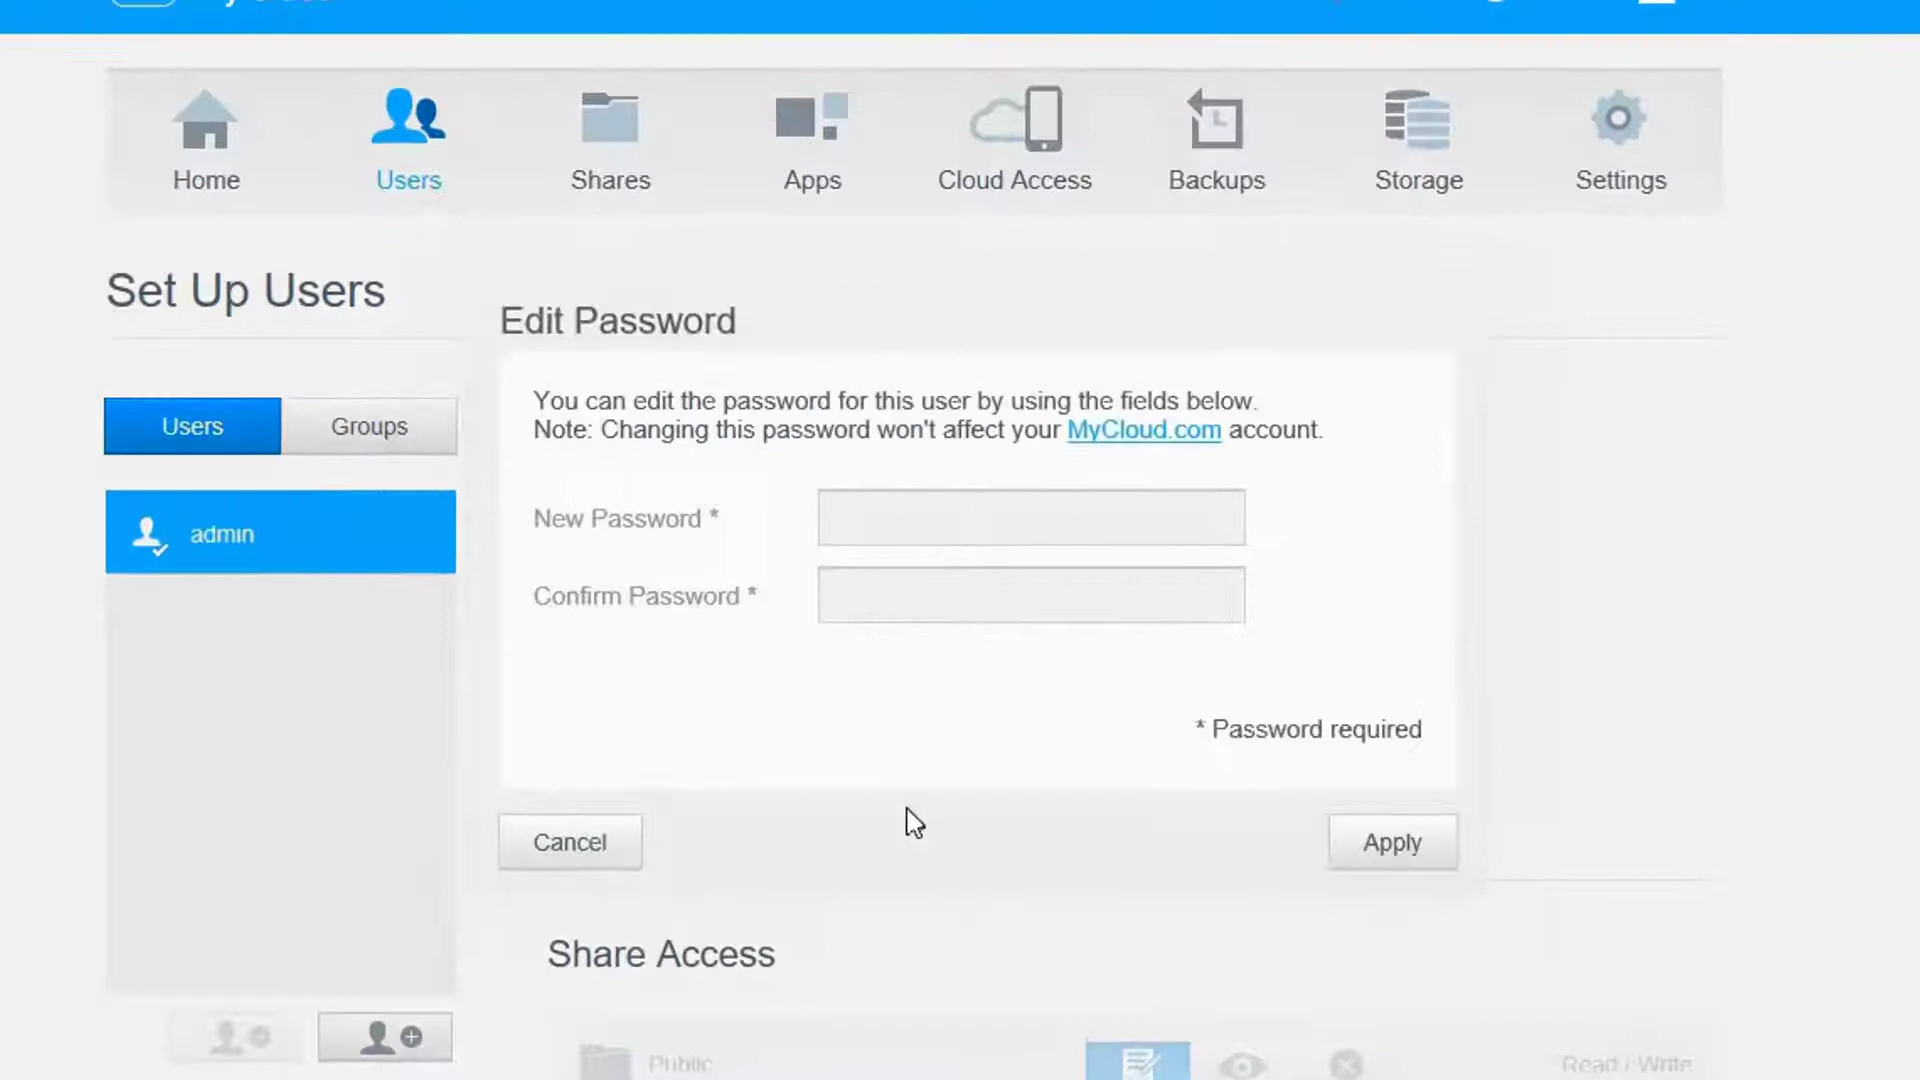 Home
Users
Shares
Apps
Cloud Access
Backups
Storage
Settings
Set Up Users
Edit Password
Users
Groups
You can edit the password for this user by using the fields below.
Note: Changing this password won't affect your MyCloud.com account.
New Password *
admin
Confirm Password *
* Password required
Cancel
Apply
Share Access
Public
Read / Write